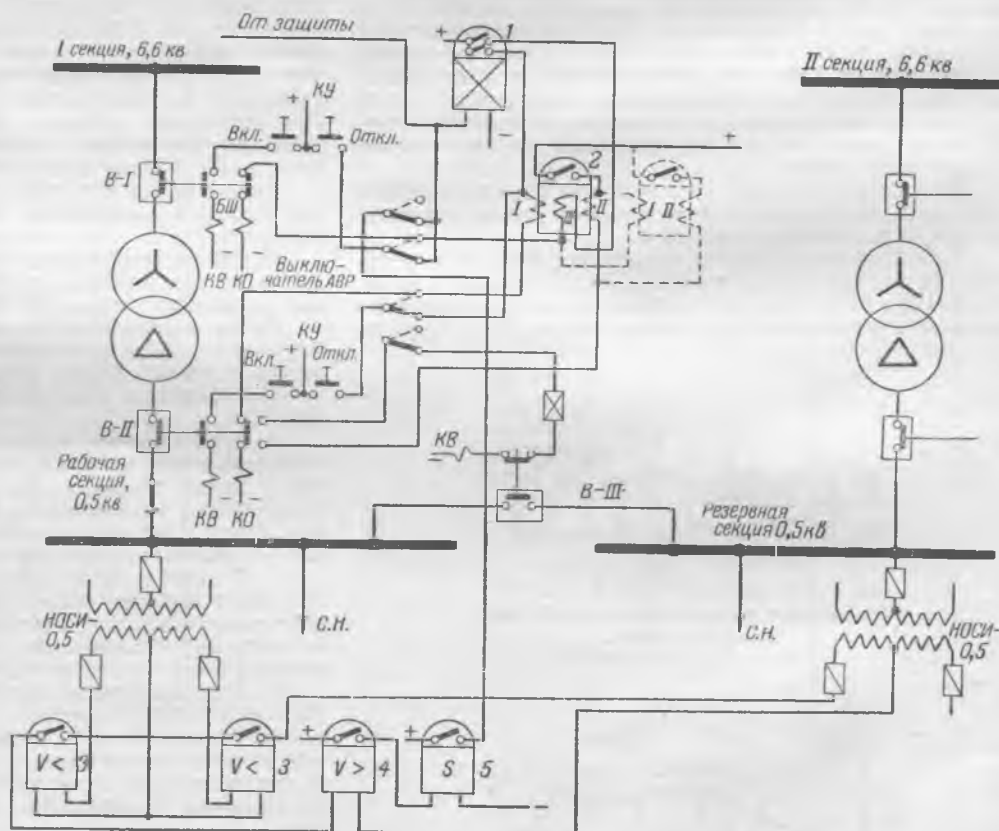 От защиты
+
1
I секция, 6,6 кв
II секция, 6,6 кв
+ КУ
Вкл.
Откл.
-
+
2
В-I
БШ
I
III
II
I II
КВ КО
Выклю-
чатель АВР
КУ
+
Вкл.
Откл.
В-II
КВ
-
Рабочая
секция,
0,5 кв
КВ КО
В-III
Резервная
секция 0,5 кв
НОСИ-
0,5
С.Н.
С.Н.
НОСИ-
0,5
V <
V < 3
+
V > 4
+
S 5
-